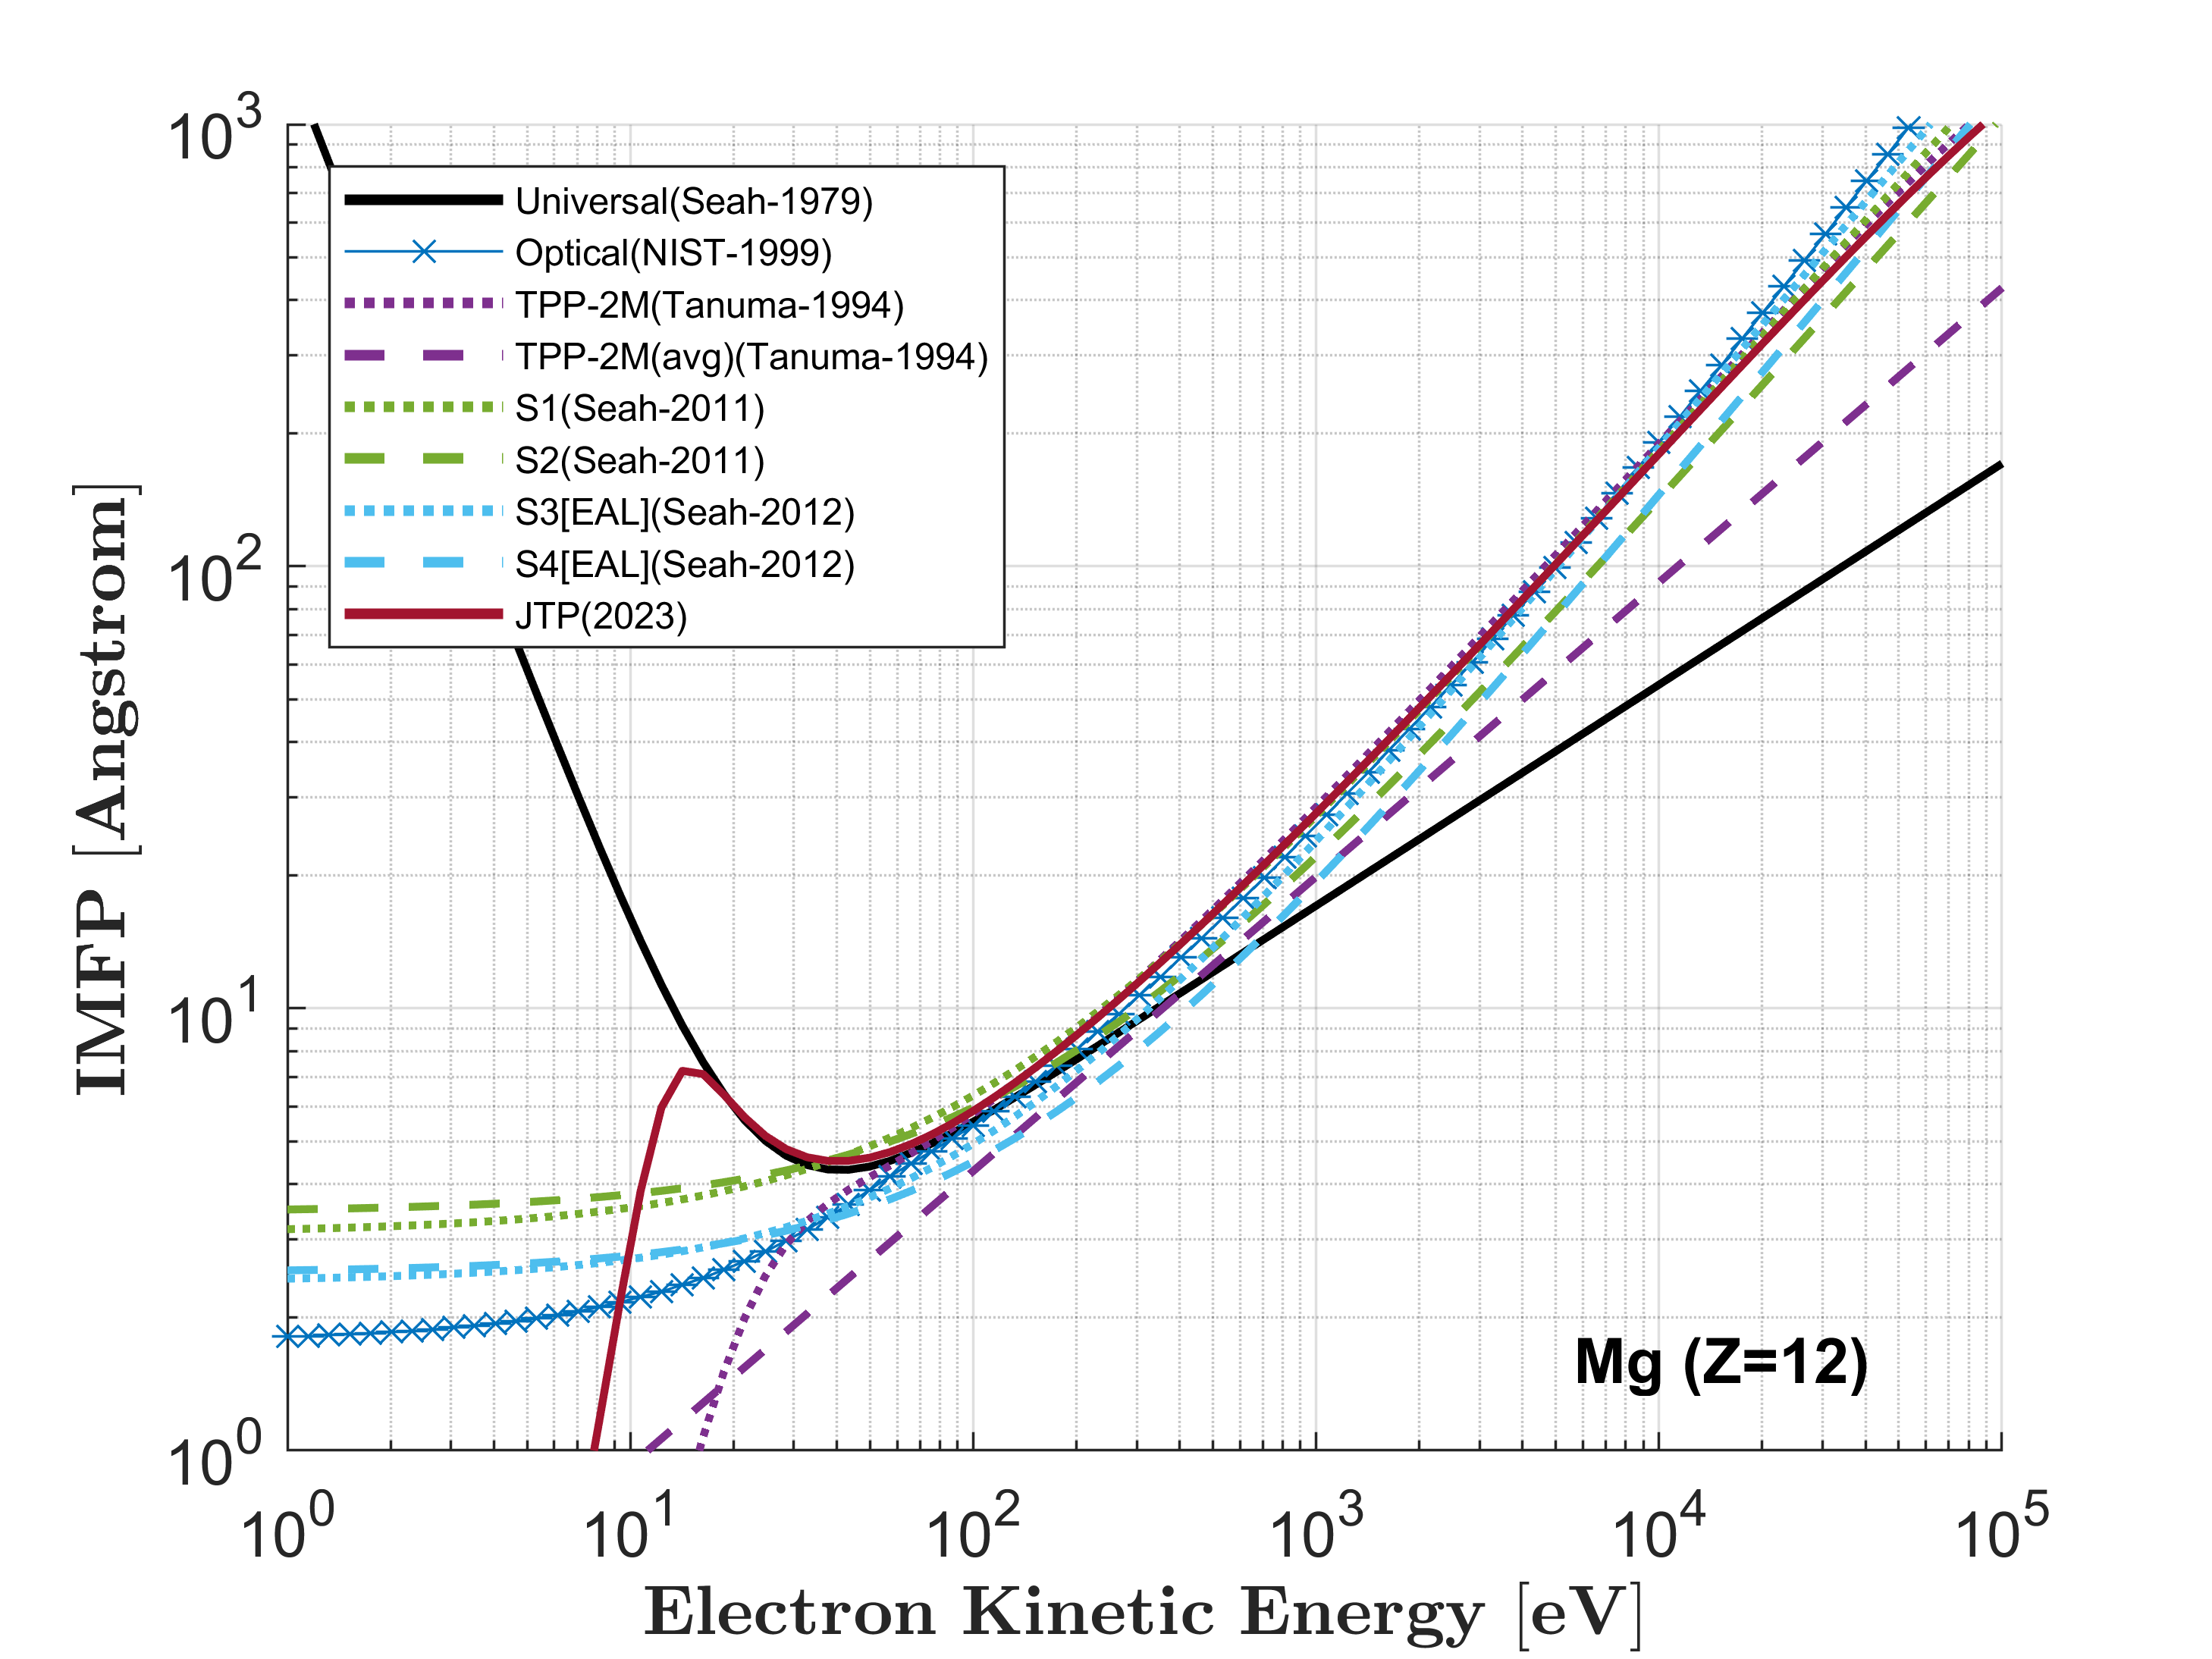 10^3
Universal(Seah-1979)
Optical(NIST-1999)
TPP-2M(Tanuma-1994)
TPP-2M(avg)(Tanuma-1994)
S1(Seah-2011)
S2(Seah-2011)
S3[EAL](Seah-2012)
S4[EAL](Seah-2012)
JTP(2023)
10^2
IMFP [Angstrom]
10^1
Mg (Z=12)
10^0
10^0 10^1 10^2 10^3 10^4 10^5
Electron Kinetic Energy [eV]